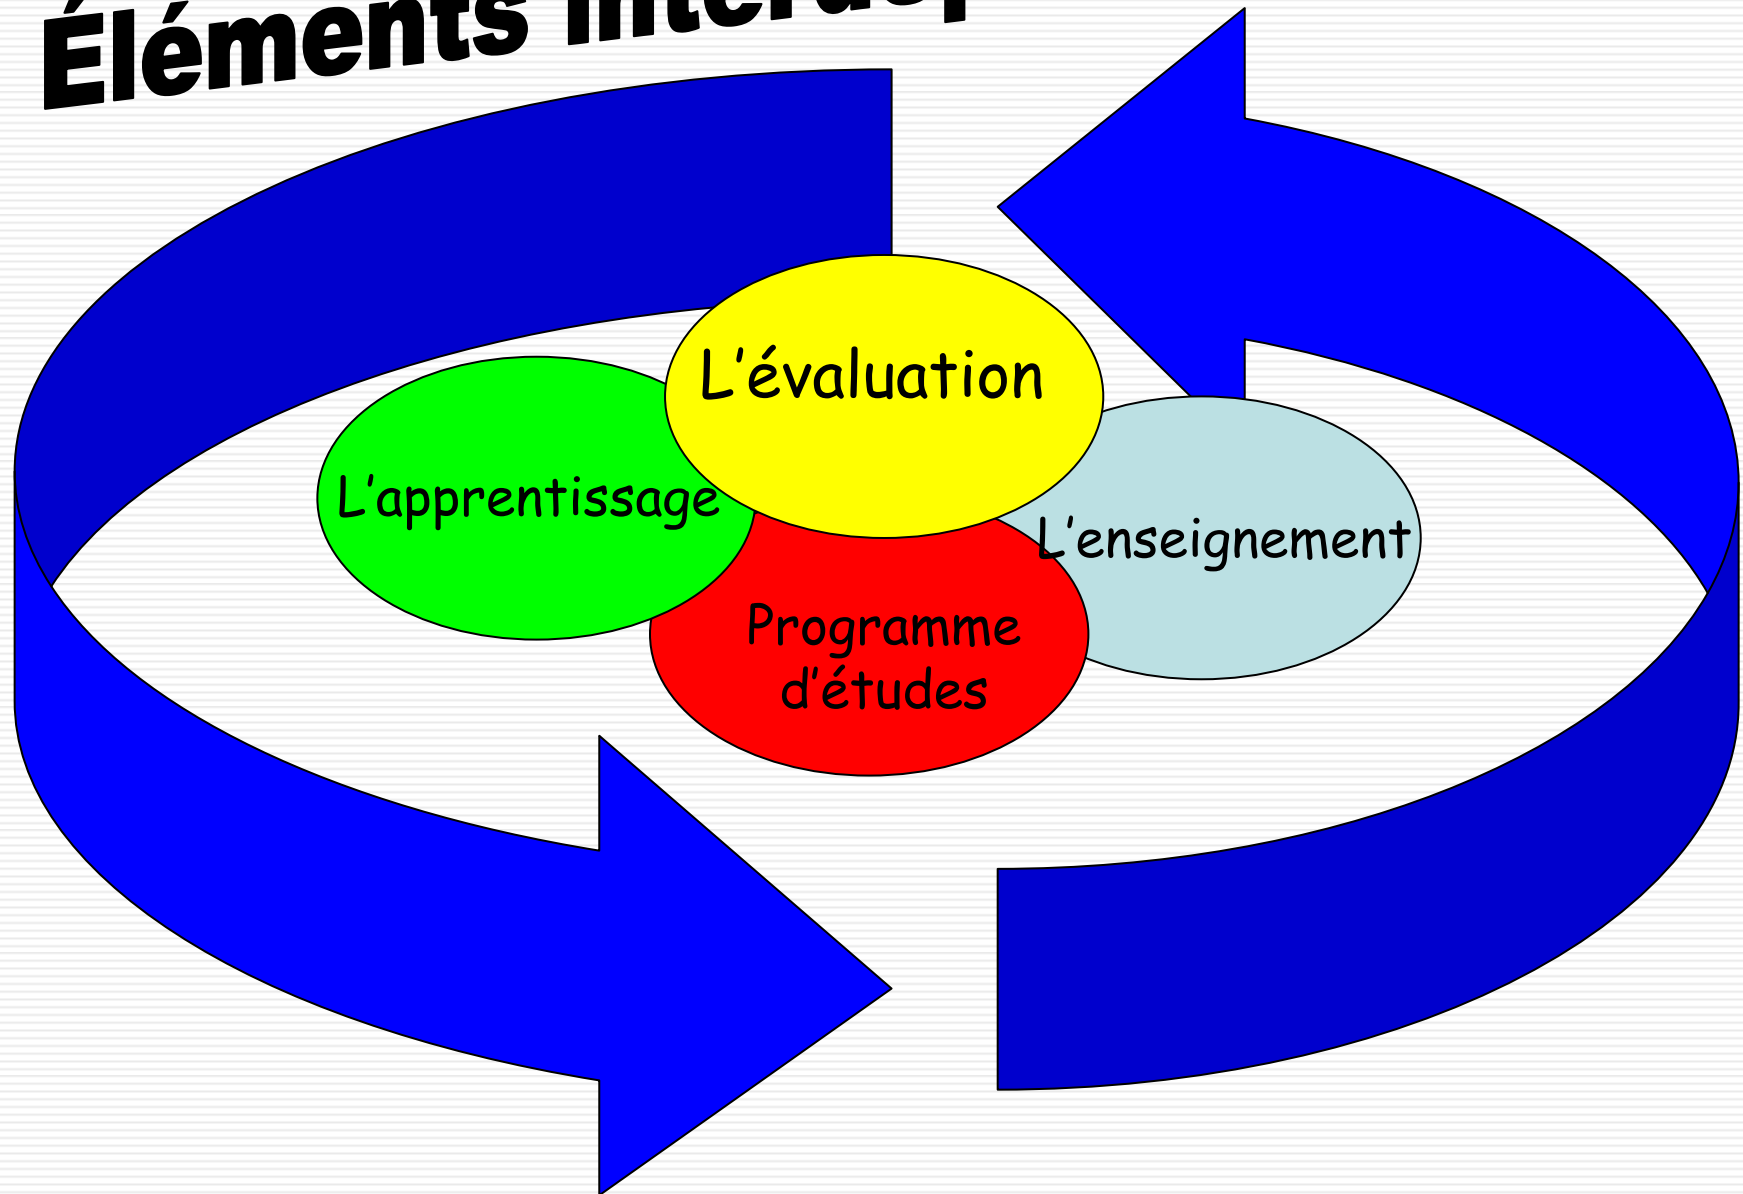 Éléments
L'évaluation
L'apprentissage
L'enseignement
Programme
d'études